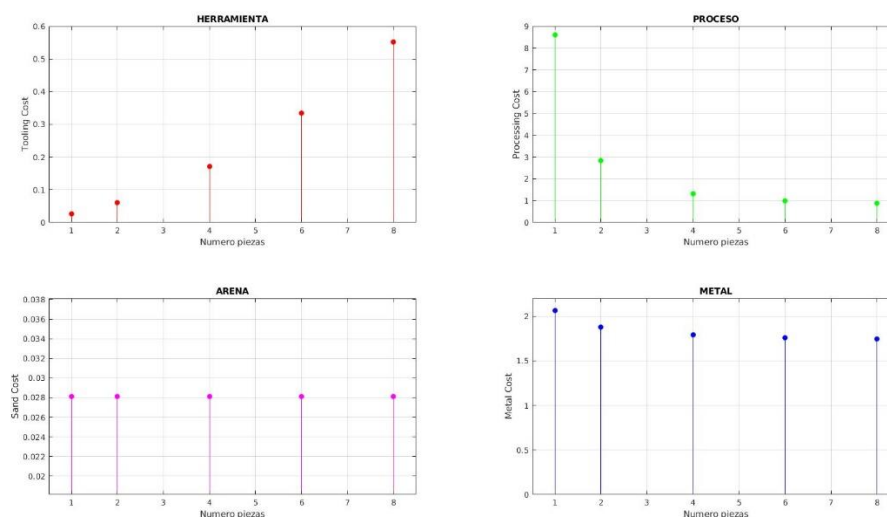 HERRAMIENTA
Tooling Cost
0.6
0.5
0.4
0.3
0.2
0.1
0
1 2 3 4 5 6 7 8
Numero piezas
PROCESO
Processing Cost
9
8
7
6
5
4
3
2
1
0
1 2 3 4 5 6 7 8
Numero piezas
ARENA
Sand Cost
0.038
0.036
0.034
0.032
0.03
0.028
0.026
0.024
0.022
0.02
1 2 3 4 5 6 7 8
Numero piezas
METAL
Metal Cost
2
1.5
1
0.5
0
1 2 3 4 5 6 7 8
Numero piezas